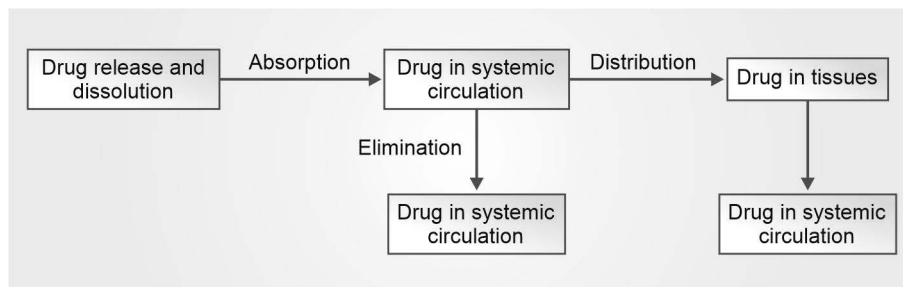 Drug release and
dissolution
Absorption
Drug in systemic
circulation
Distribution
Drug in tissues
Elimination
Drug in systemic
circulation
Drug in systemic
circulation